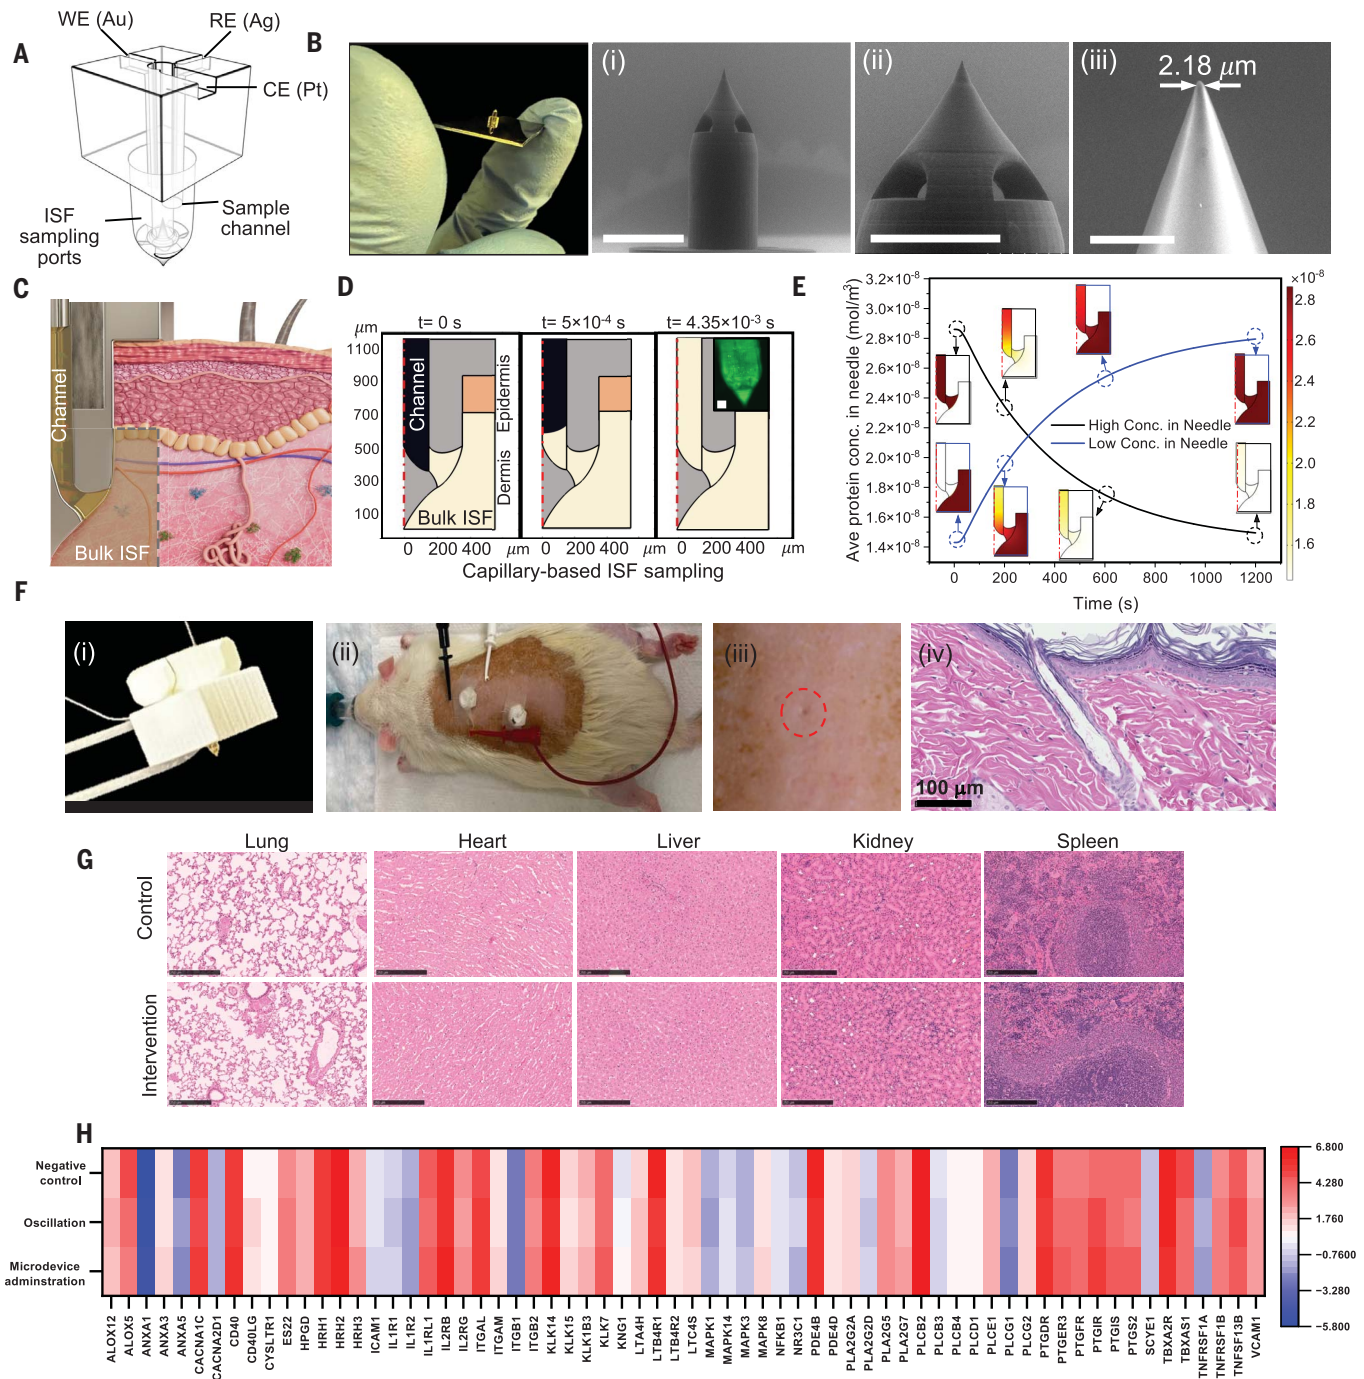 A
WE (Au)
RE (Ag)
CE (Pt)
ISF
sampling
ports
Sample
channel
B
(i)
(ii)
(iii)
2.18 μm
C
Channel
Bulk ISF
D
μm
t= 0 s
t= 5×10⁻⁴ s
t= 4.35×10⁻³ s
1100
900
700
500
300
100
Channel
Epidermis
Dermis
Bulk ISF
0 200 400 μm
0 200 400 μm
0 200 400 μm
Capillary-based ISF sampling
E
Ave protein conc. in needle (mol/m³)
3.2×10⁻⁸
3.0×10⁻⁸
2.8×10⁻⁸
2.6×10⁻⁸
2.4×10⁻⁸
2.2×10⁻⁸
2.0×10⁻⁸
1.8×10⁻⁸
1.6×10⁻⁸
1.4×10⁻⁸
High Conc. in Needle
Low Conc. in Needle
0 200 400 600 800 1000 1200
Time (s)
×10⁻⁸
2.8
2.6
2.4
2.2
2.0
1.8
1.6
F
(i)
(ii)
(iii)
(iv)
100 μm
G
Lung
Heart
Liver
Kidney
Spleen
Control
Intervention
H
Negative
control
Oscillation
Microdevice
adminstration
ALOX12
ALOX5
ANXA1
ANXA3
ANXA5
CACNA1C
CACNA2D1
CD40
CD40LG
CYSLTR1
ES22
HPGD
HRH1
HRH2
HRH3
ICAM1
IL1R1
IL1R2
IL1RL1
IL2RB
IL2RG
ITGAL
ITGAM
ITGB1
ITGB2
KLK14
KLK15
KLK1B3
KLK7
KNG1
LTA4H
LTB4R1
LTB4R2
LTC4S
MAPK1
MAPK14
MAPK3
MAPK8
NFKB1
NR3C1
PDE4B
PDE4D
PLA2G2A
PLA2G2D
PLA2G5
PLA2G7
PLCB2
PLCB3
PLCB4
PLCD1
PLCE1
PLCG1
PLCG2
PTGDR
PTGER3
PTGFR
PTGIR
PTGIS
PTGS2
SCYE1
TBXA2R
TBXAS1
TNFRSF1A
TNFRSF1B
TNFSF13B
VCAM1
6.800
4.280
1.760
-0.7600
-3.280
-5.800